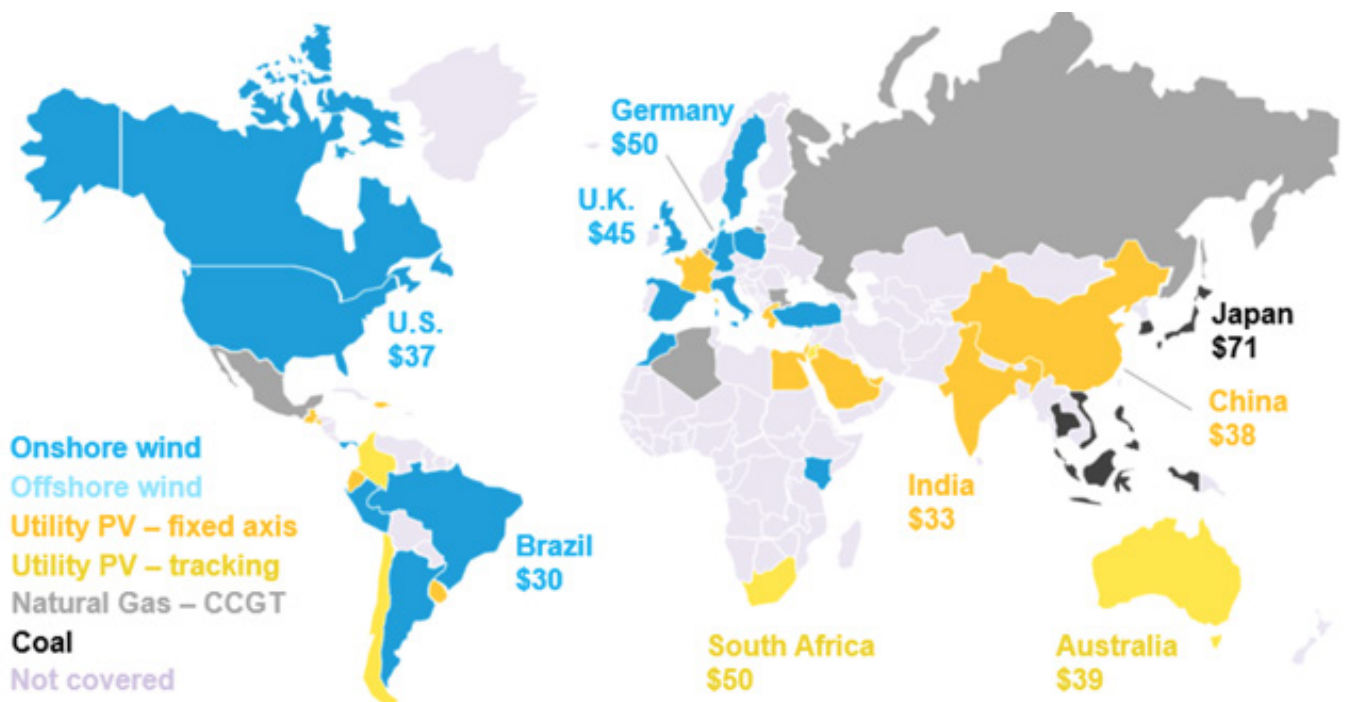 Germany
$50
U.K.
$45
U.S.
$37
Japan
$71
China
$38
Onshore wind
Offshore wind
Utility PV – fixed axis
Utility PV – tracking
Natural Gas – CCGT
Coal
Not covered
India
$33
Brazil
$30
South Africa
$50
Australia
$39